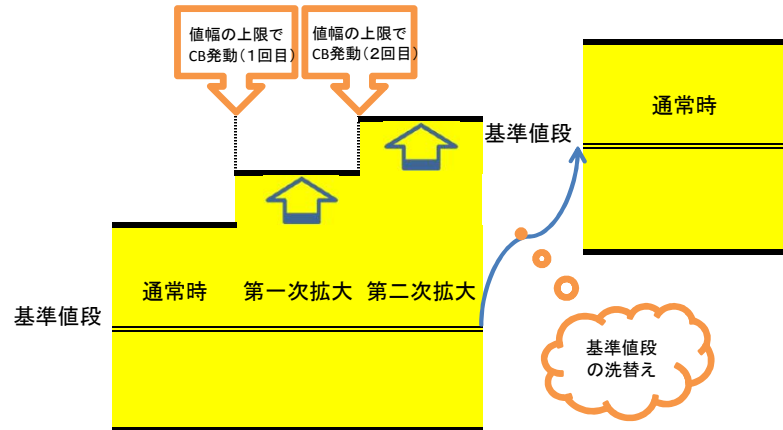 値幅の上限で
CB発動(1回目)
値幅の上限で
CB発動(2回目)
通常時
基準値段
通常時
第一次拡大
第二次拡大
基準値段
基準値段
の洗替え